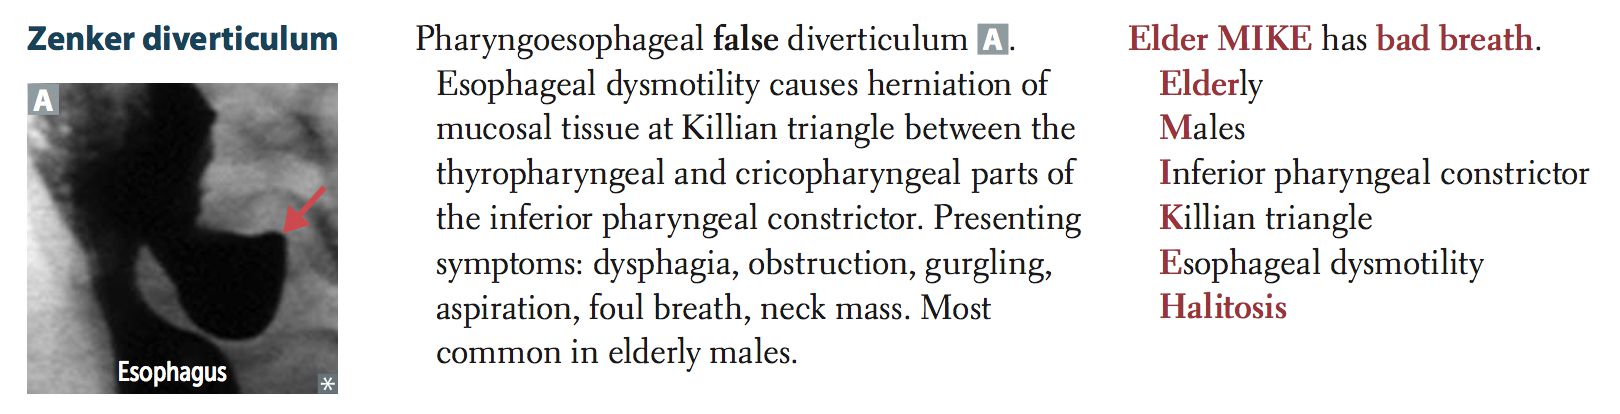 Zenker diverticulum
A
Esophagus
*
Pharyngoesophageal false diverticulum A.
Esophageal dysmotility causes herniation of
mucosal tissue at Killian triangle between the
thyropharyngeal and cricopharyngeal parts of
the inferior pharyngeal constrictor. Presenting
symptoms: dysphagia, obstruction, gurgling,
aspiration, foul breath, neck mass. Most
common in elderly males.
Elder MIKE has bad breath.
Elderly
Males
Inferior pharyngeal constrictor
Killian triangle
Esophageal dysmotility
Halitosis